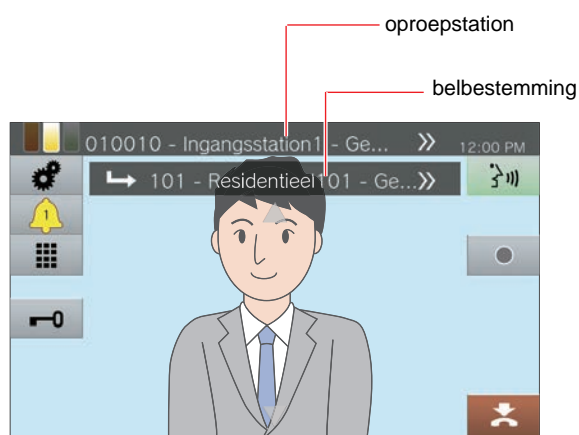 oproepstation
belbestemming
010010 - Ingangsstation1 - Ge... 12:00 PM
101 - Residentieel101 - Ge...
1